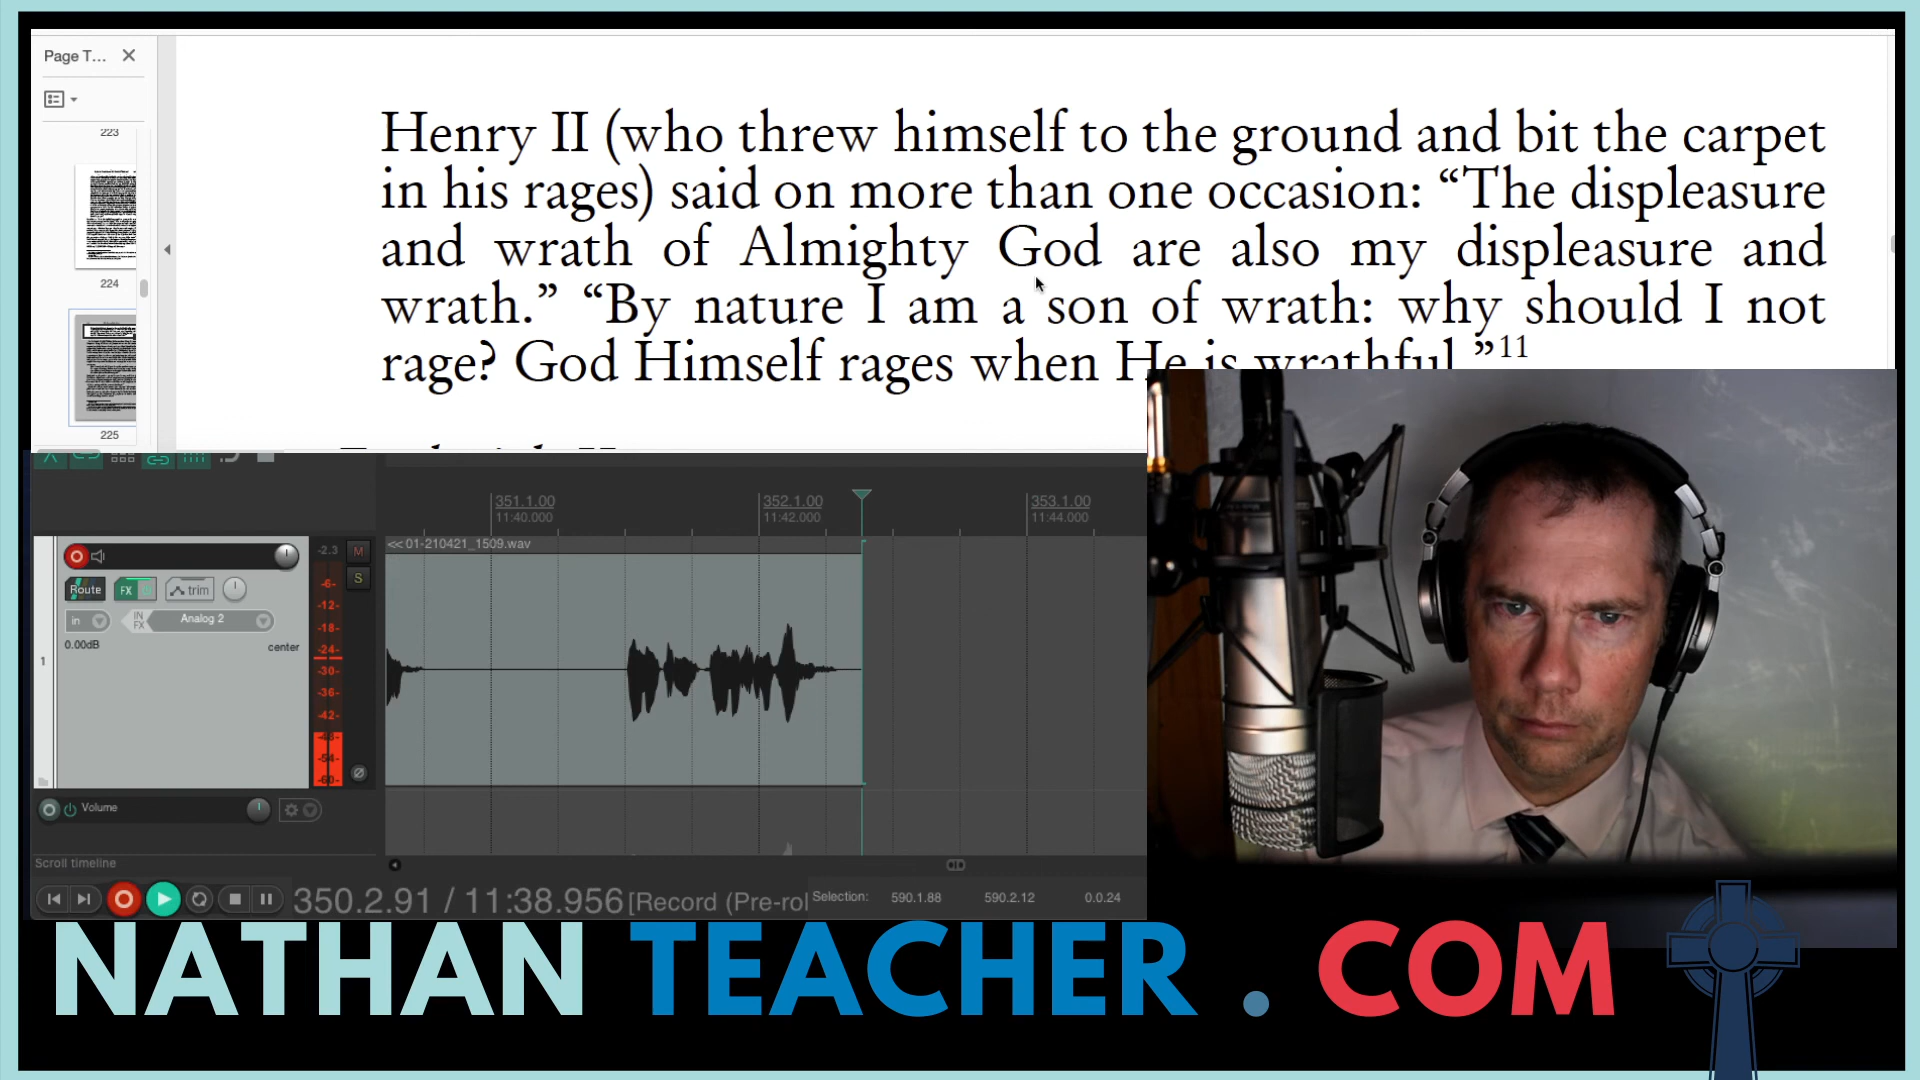 Page T...
223
224
225
Henry II (who threw himself to the ground and bit the carpet
in his rages) said on more than one occasion: “The displeasure
and wrath of Almighty God are also my displeasure and
wrath.” “By nature I am a son of wrath: why should I not
rage? God Himself rages when He is wrathful.”11
351.1.00
11:40.000
352.1.00
11:42.000
353.1.00
11:44.000
<< 01-210421_1509.wav
-2.3
M
S
-6-
-12-
-18-
-24-
-30-
-36-
-42-
-48-
-54-
-60-
Route
FX
trim
in
IN FX
Analog 2
0.00dB
center
1
Volume
Scroll timeline
350.2.91 / 11:38.956 [Record (Pre-rol
Selection:
590.1.88
590.2.12
0.0.24
NATHAN TEACHER . COM